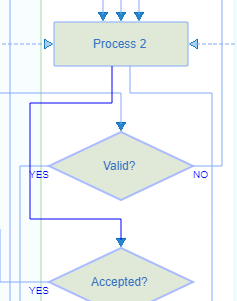 Process 2
Valid?
YES
NO
Accepted?
YES